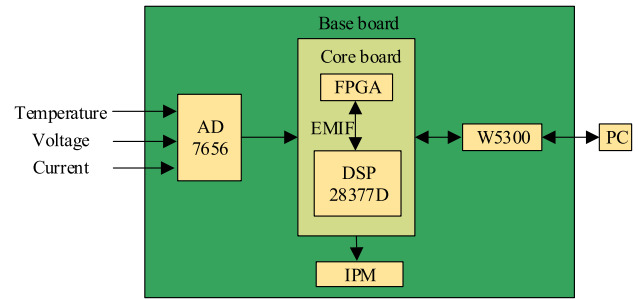 Base board
Core board
FPGA
EMIF
DSP
28377D
Temperature
Voltage
Current
AD
7656
W5300
PC
IPM